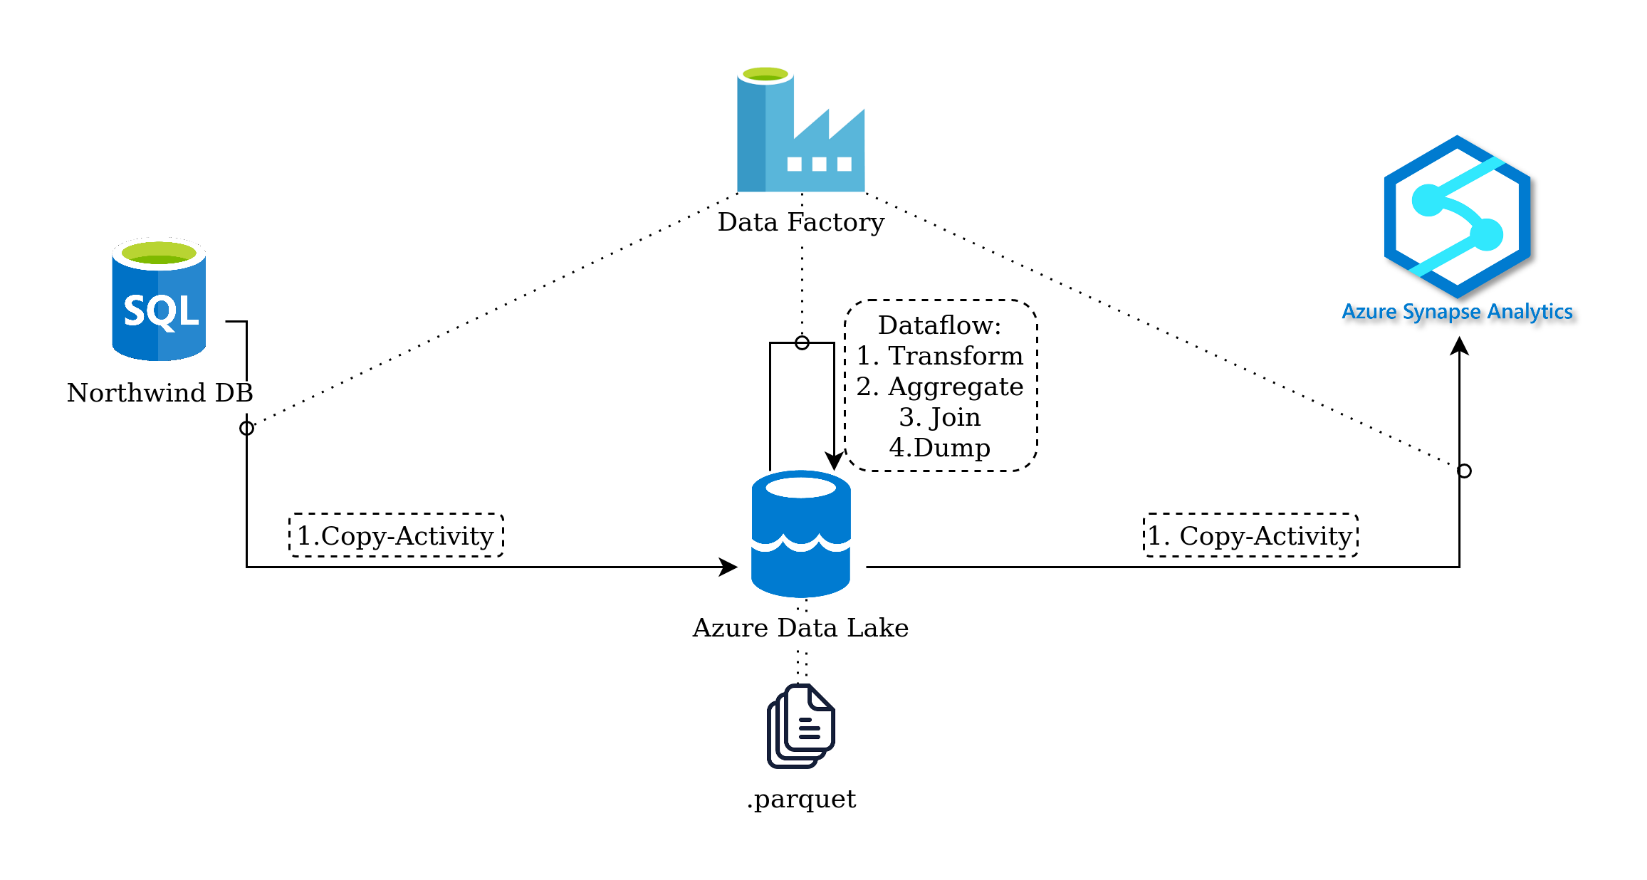 Data Factory
SQL
Northwind DB
Azure Synapse Analytics
Dataflow:
1. Transform
2. Aggregate
3. Join
4.Dump
1.Copy-Activity
1. Copy-Activity
Azure Data Lake
.parquet